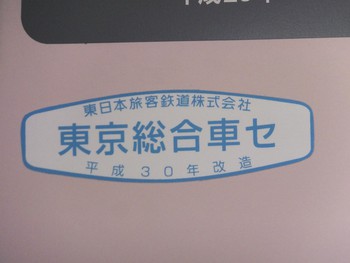 東日本旅客鉄道株式会社
東京総合車セ
平成30年改造